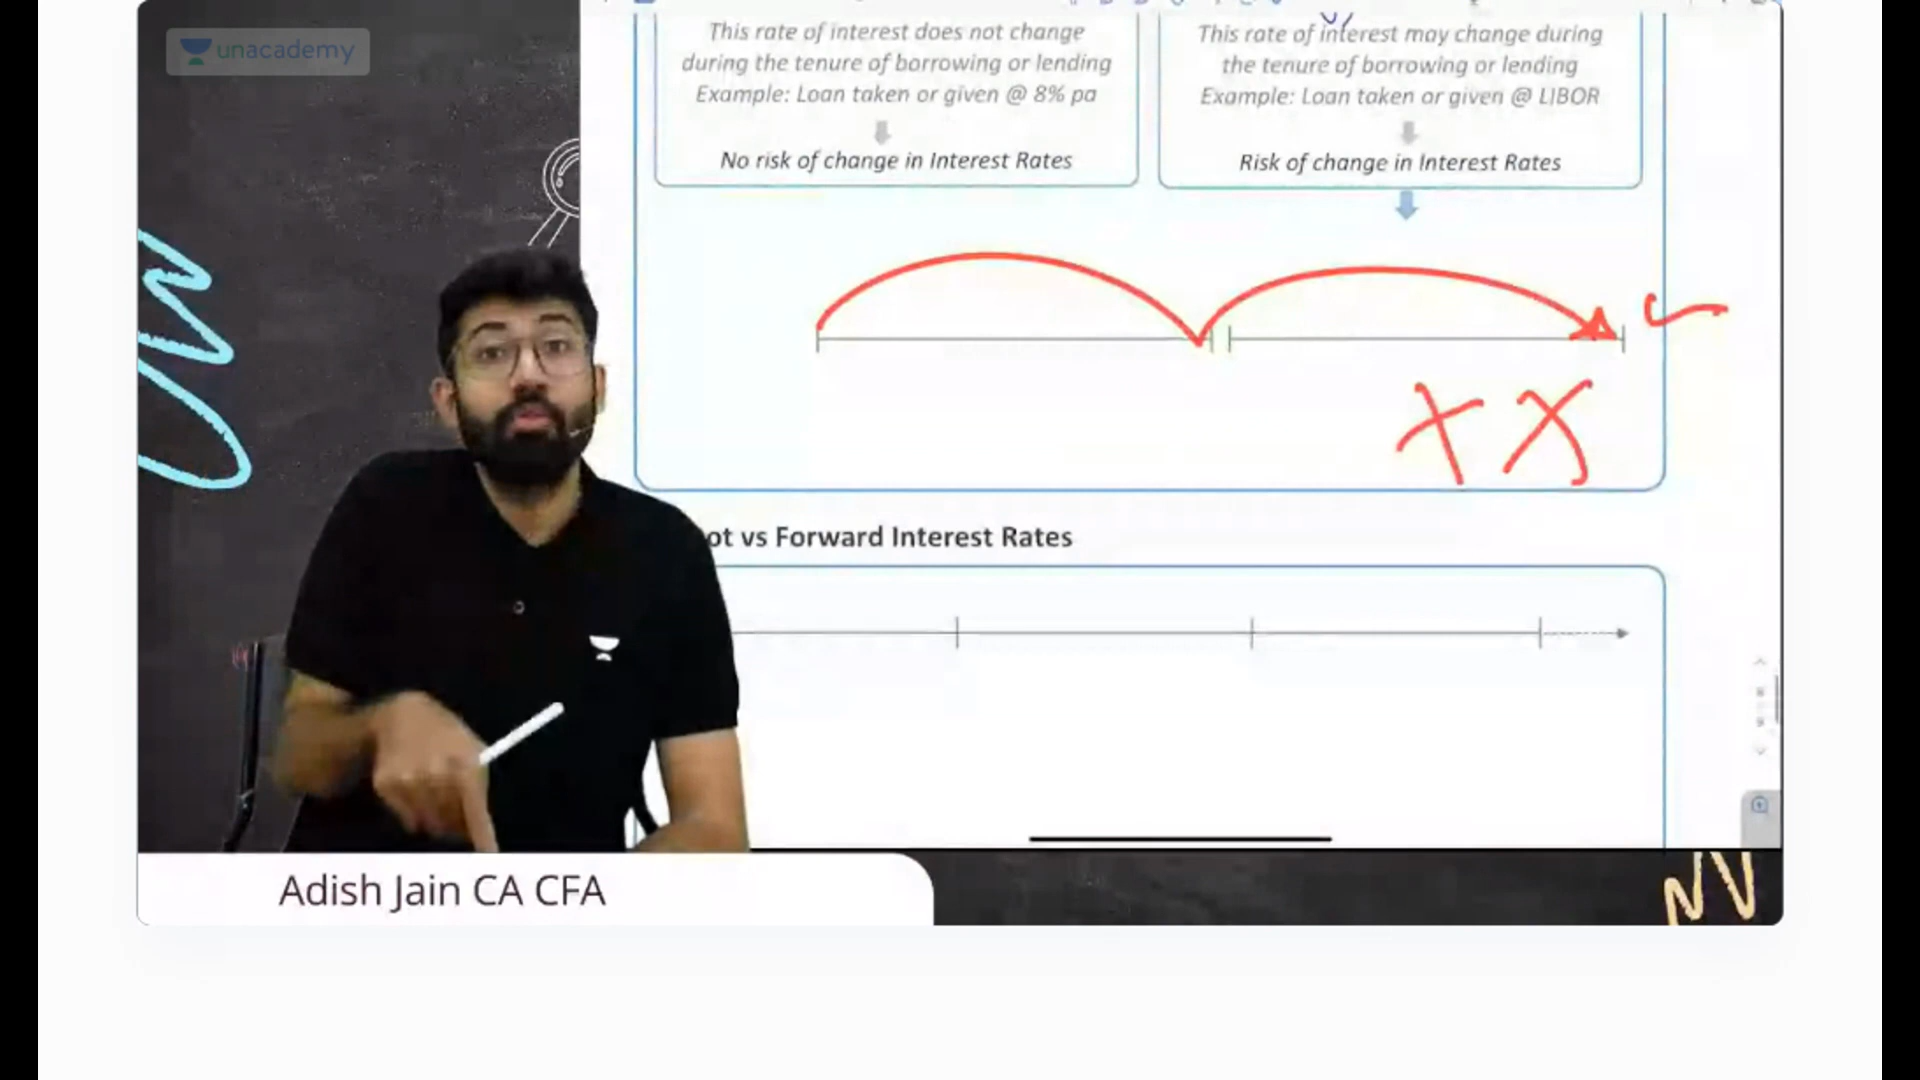 unacademy
This rate of interest does not change
during the tenure of borrowing or lending
Example: Loan taken or given @ 8% pa
No risk of change in Interest Rates
This rate of interest may change during
the tenure of borrowing or lending
Example: Loan taken or given @ LIBOR
Risk of change in Interest Rates
X X
ot vs Forward Interest Rates
Adish Jain CA CFA